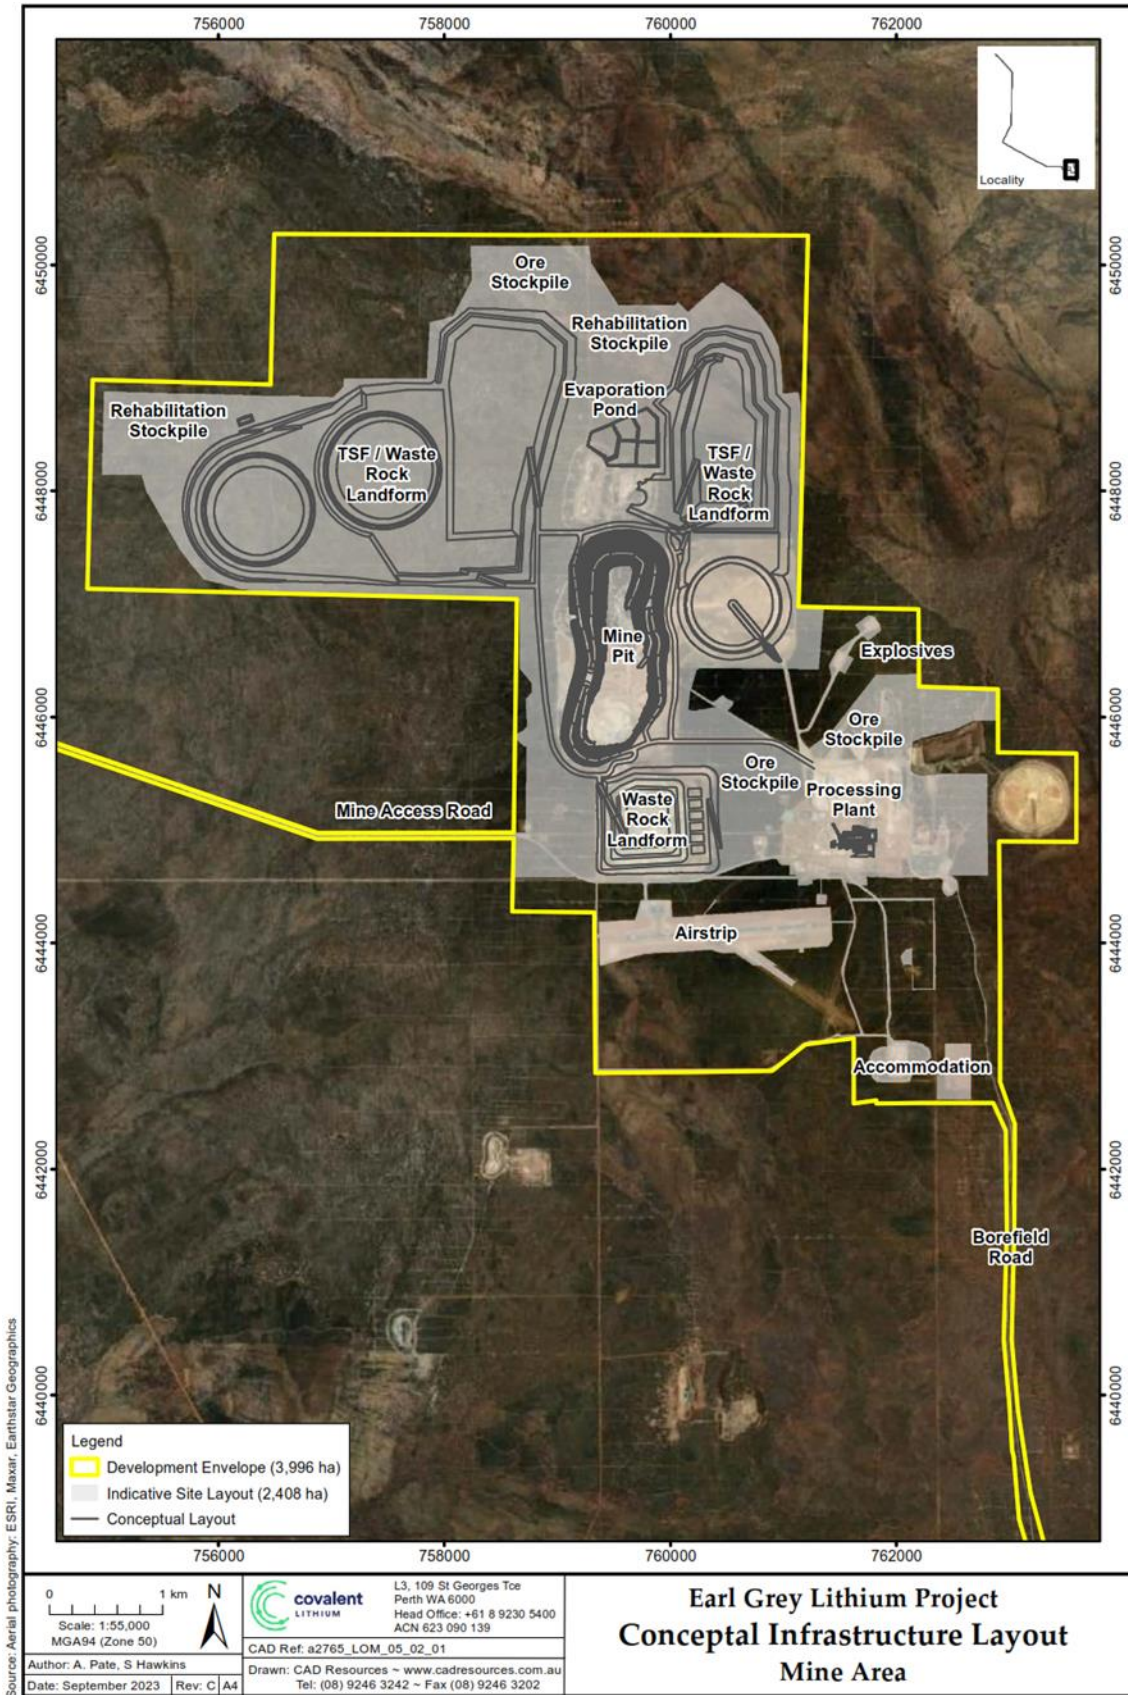 756000
758000
760000
762000
Locality
6450000
6450000
Ore
Stockpile
Rehabilitation
Stockpile
Evaporation
Pond
Rehabilitation
Stockpile
TSF / Waste
Rock
Landform
TSF /
Waste
Rock
Landform
6448000
6448000
Mine
Pit
Explosives
6446000
6446000
Ore
Stockpile
Ore
Stockpile
Processing
Plant
Mine Access Road
Waste
Rock
Landform
6444000
6444000
Airstrip
Accommodation
6442000
6442000
Borefield
Road
6440000
6440000
Legend
Development Envelope (3,996 ha)
Indicative Site Layout (2,408 ha)
Conceptual Layout
756000
758000
760000
762000
Source: Aerial photography: ESRI, Maxar, Earthstar Geographics
0 1 km
N
Scale: 1:55,000
MGA94 (Zone 50)
Author: A. Pate, S Hawkins
Date: September 2023
Rev: C
A4
covalent
LITHIUM
L3, 109 St Georges Tce
Perth WA 6000
Head Office: +61 8 9230 5400
ACN 623 090 139
CAD Ref: a2765_LOM_05_02_01
Drawn: CAD Resources ~ www.cadresources.com.au
Tel: (08) 9246 3242 ~ Fax (08) 9246 3202
Earl Grey Lithium Project
Conceptal Infrastructure Layout
Mine Area